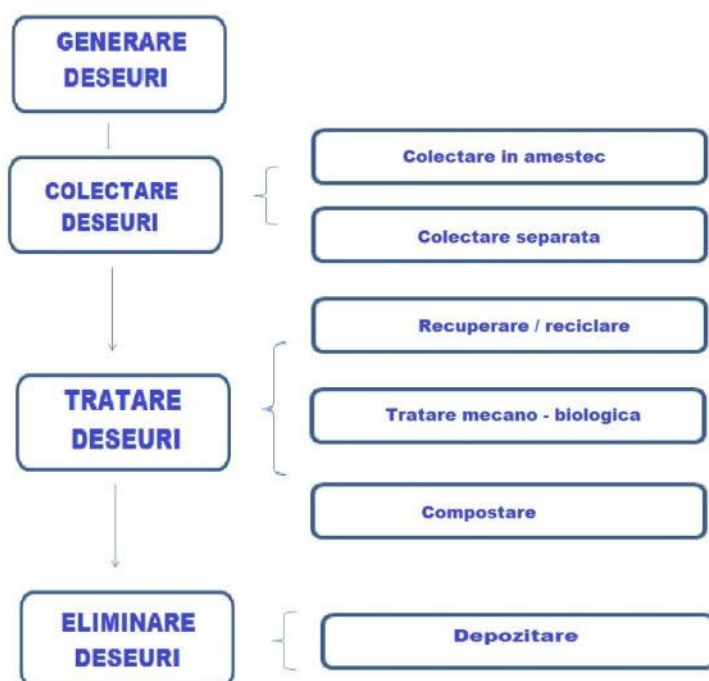 GENERARE
DESEURI
Colectare in amestec
COLECTARE
DESEURI
Colectare separata
Recuperare / reciclare
TRATARE
DESEURI
Tratare mecano - biologica
Compostare
ELIMINARE
DESEURI
Depozitare